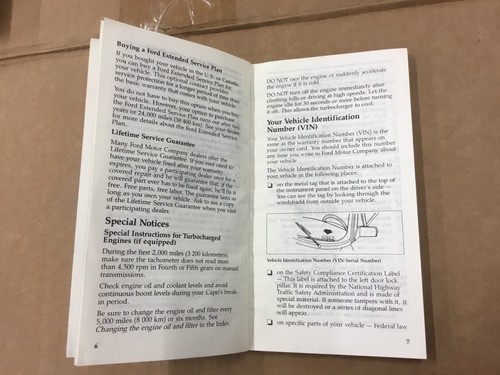 Buying a Ford Extended Service Plan
If you bought your vehicle in the U.S. or Canada,
you can buy a Ford Extended Service Plan for
your vehicle. This optional contract provides
service protection for a longer period of time than
the basic warranty that comes with your vehicle.
You do not have to buy this option when you buy
your vehicle. However, your option to purchase
the Ford Extended Service Plan runs out after two
years or 24,000 miles (39 400 km). See your dealer
for more details about the Ford Extended Service
Plan.
Lifetime Service Guarantee
Many Ford Motor Company dealers offer the
Lifetime Service Guarantee. If you need to
have your vehicle fixed after your warranty
expires, you pay a participating dealer for a
covered repair and he will guarantee that, if the
covered part ever has to be fixed again, he'll fix it
free. Free parts, free labor. The guarantee lasts as
long as you own your vehicle. Ask to see a copy
of the Lifetime Service Guarantee when you visit
a participating dealer.
Special Notices
Special Instructions for Turbocharged
Engines (if equipped)
During the first 2,000 miles (3 200 kilometers),
make sure the tachometer does not read more
than 4,500 rpm in Fourth or Fifth gears on manual
transmissions.
Check engine oil and coolant levels and avoid
continuous boost levels during your Capri's break-
in period.
Be sure to change the engine oil and filter every
5,000 miles (8 000 km) or six months. See
Changing the engine oil and filter in the Index.
6
DO NOT race the engine or suddenly accelerate
the engine if it is cold.
DO NOT turn off the engine immediately after
climbing hills or driving at high speeds. Let the
engine idle for 30 seconds or more before turning
it off. This allows the turbocharger to cool.
Your Vehicle Identification
Number (VIN)
Your Vehicle Identification Number (VIN) is the
same as the warranty number that appears on
your owner card. You should include this number
any time you write to Ford Motor Company about
your vehicle.
The Vehicle Identification Number is attached to
your vehicle in the following places:
❑ on the metal tag that is attached to the top of
the instrument panel on the driver's side —
You can see the tag by looking through the
windshield from outside your vehicle.
Vehicle Identification Number (VIN/Serial Number)
❑ on the Safety Compliance Certification Label
— This label is attached to the left door lock
pillar. It is required by the National Highway
Traffic Safety Administration and is made of
special material. If someone tampers with it, it
will be destroyed or a series of diagonal lines
will appear.
❑ on specific parts of your vehicle — Federal law
7